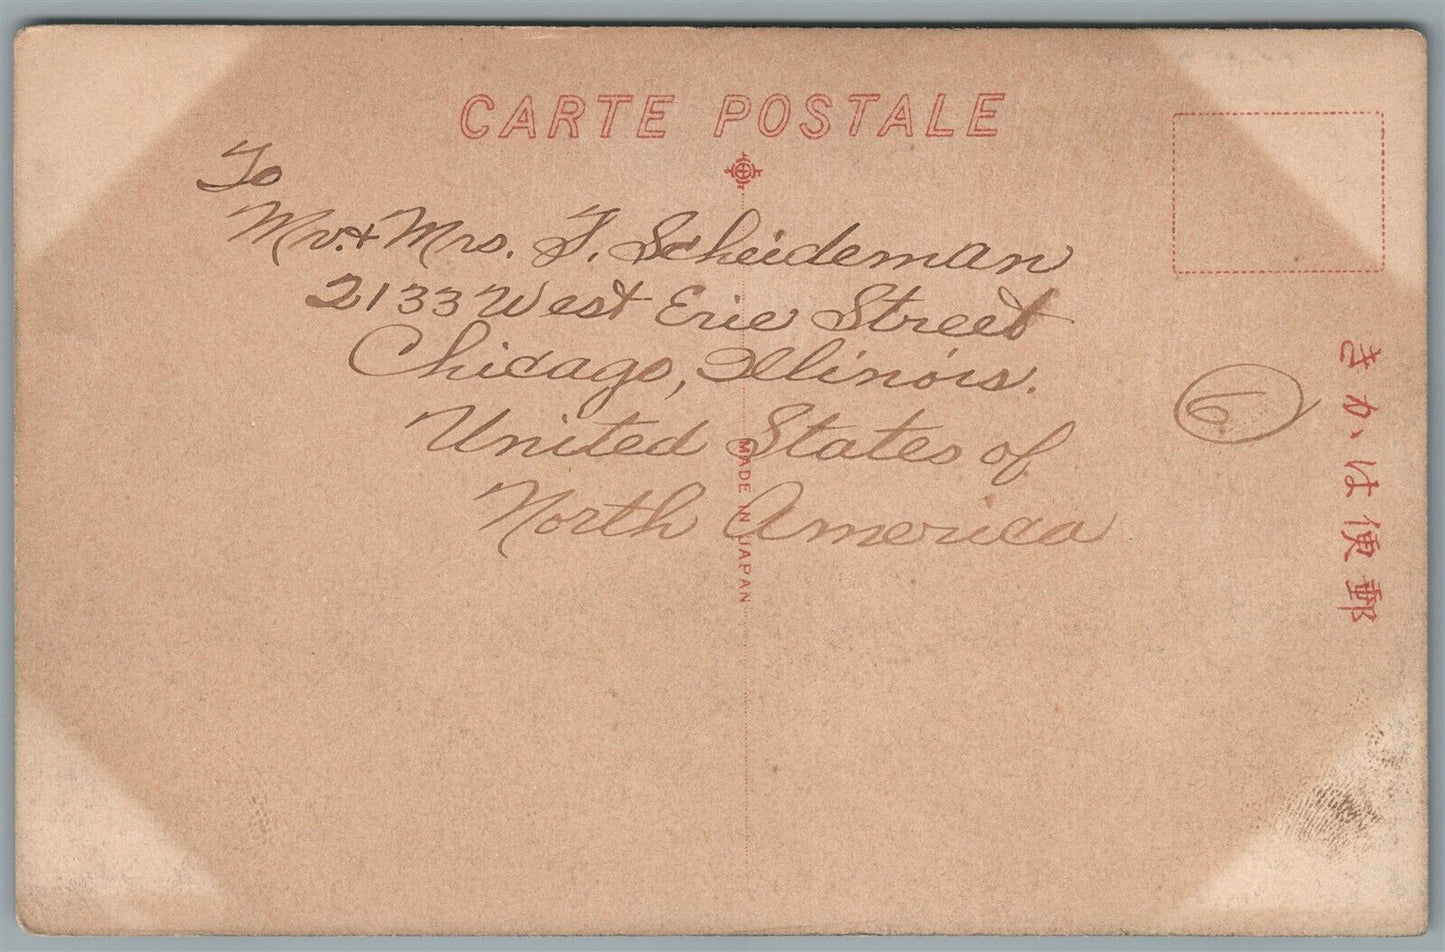 CARTE POSTALE
To
Mr. & Mrs. F. Scheideman
2133 West Erie Street
Chicago, Illinois.
United States of
North America
MADE IN JAPAN
6
きかは便郵